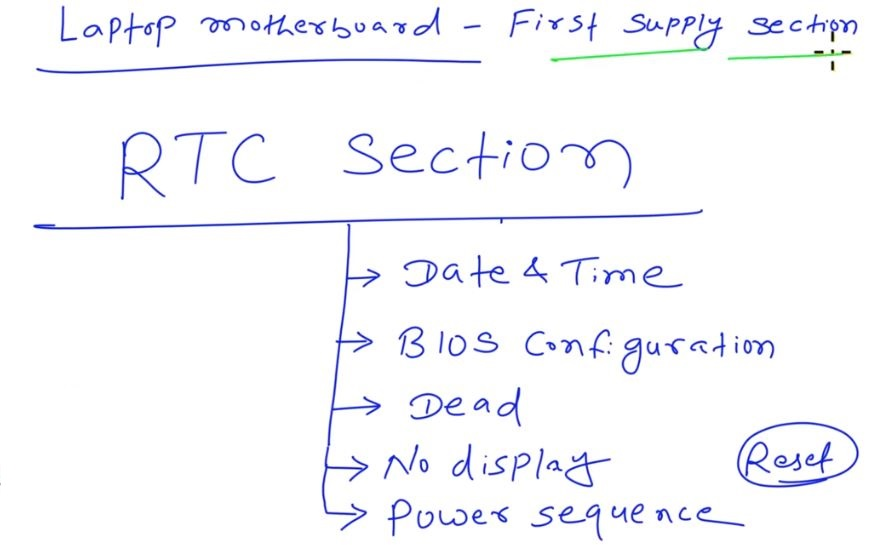 Laptop motherboard - First supply section
RTC Section
→ Date & Time
→ BIOS Configuration
→ Dead
→ No display
Reset
→ Power sequence